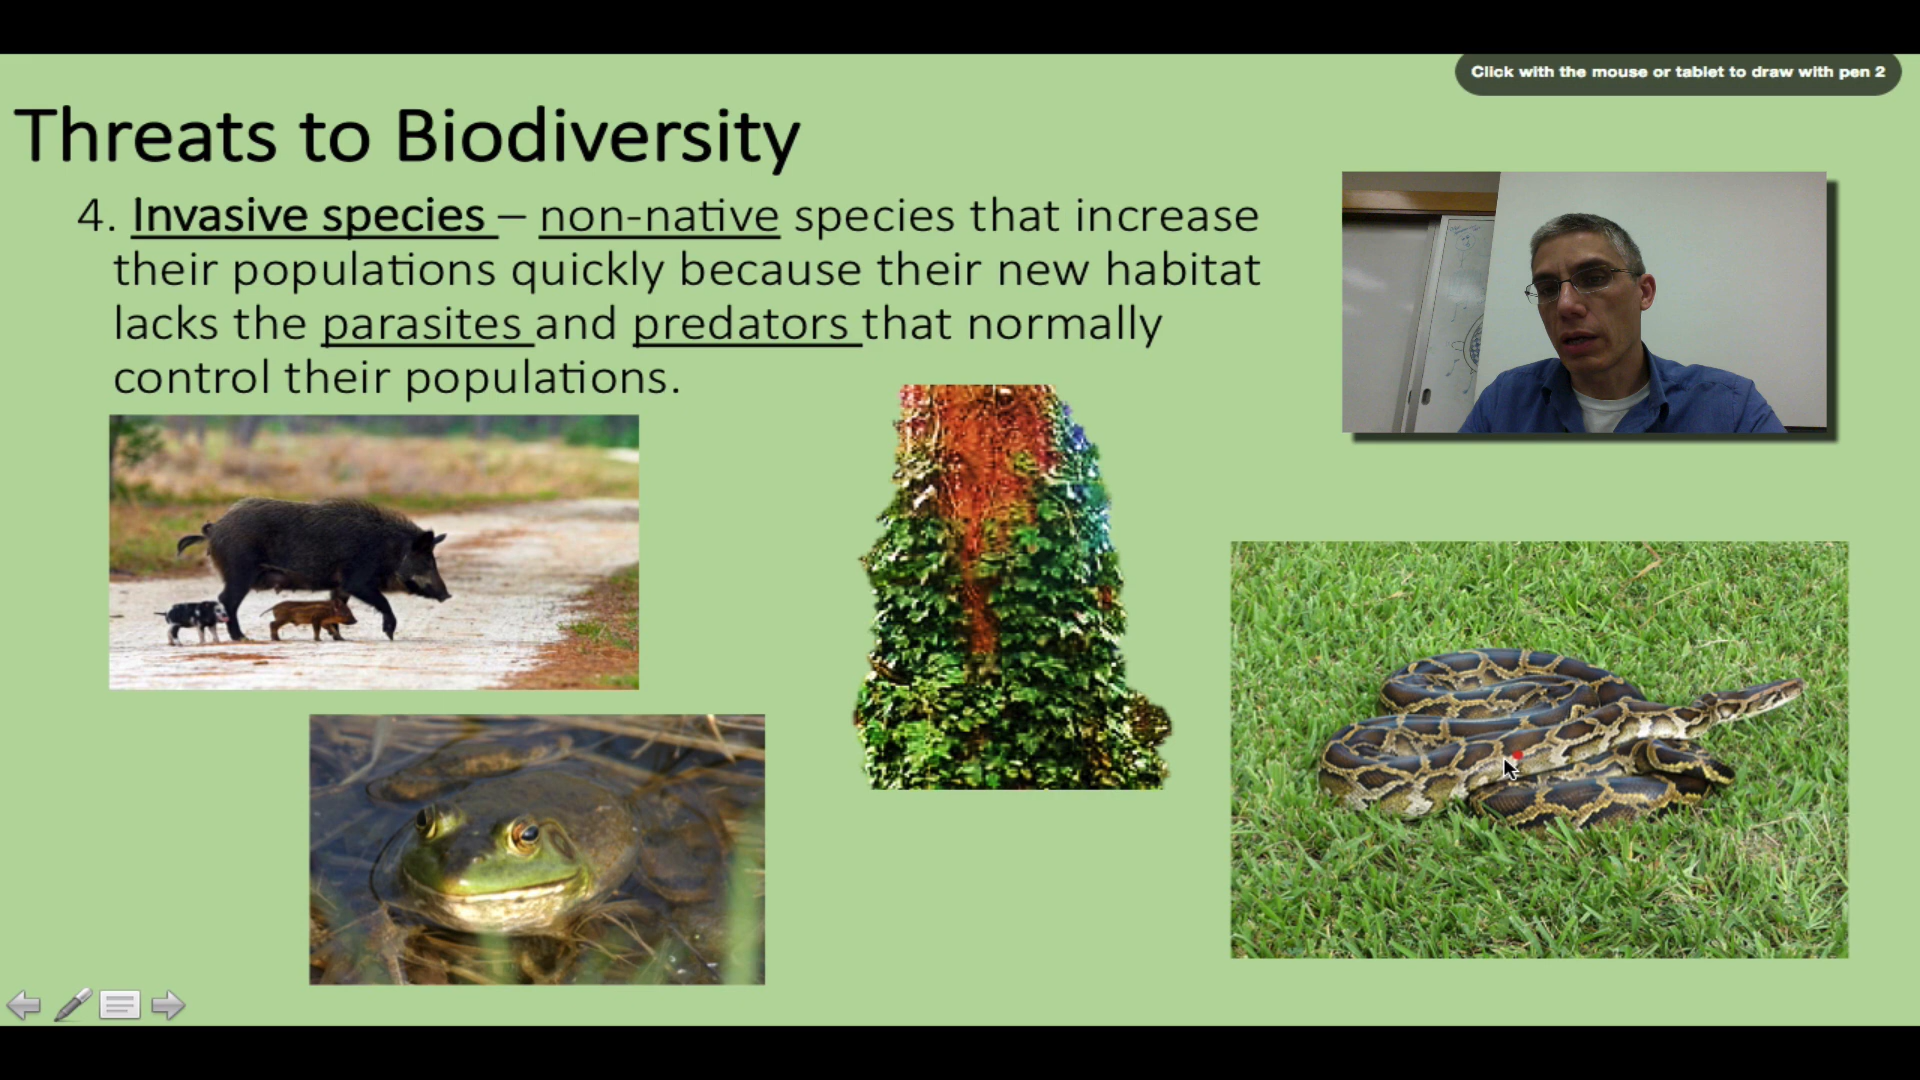 Click with the mouse or tablet to draw with pen 2
Threats to Biodiversity
4. Invasive species – non-native species that increase
their populations quickly because their new habitat
lacks the parasites and predators that normally
control their populations.